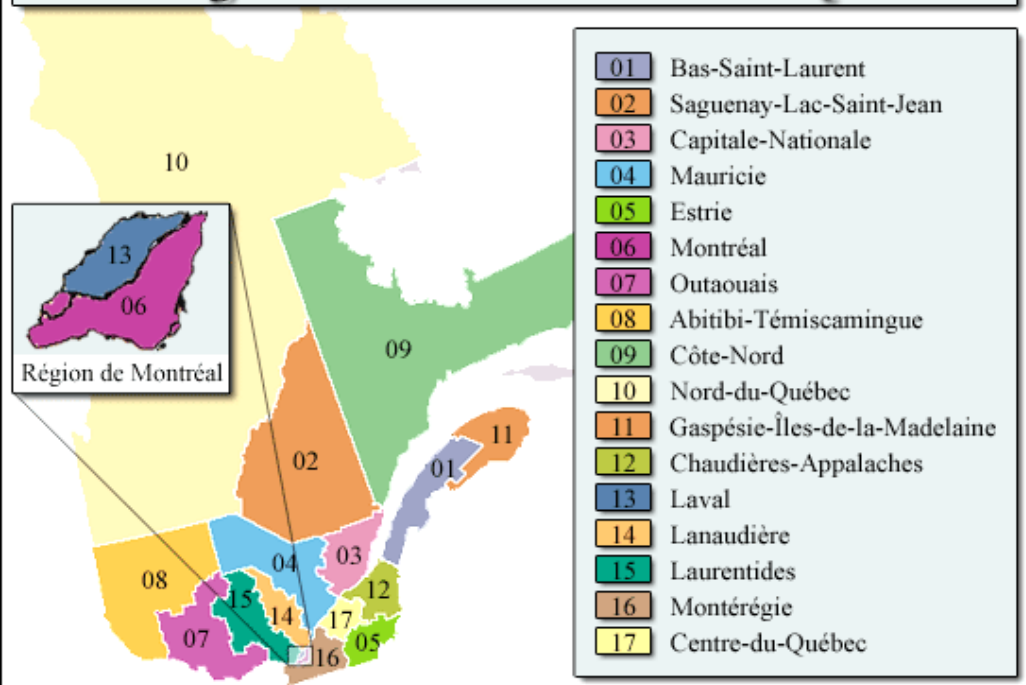 10
13
06
Région de Montréal
09
11
01
02
03
04
08
12
15
14
17
07
05
16
01 Bas-Saint-Laurent
02 Saguenay-Lac-Saint-Jean
03 Capitale-Nationale
04 Mauricie
05 Estrie
06 Montréal
07 Outaouais
08 Abitibi-Témiscamingue
09 Côte-Nord
10 Nord-du-Québec
11 Gaspésie-Îles-de-la-Madelaine
12 Chaudières-Appalaches
13 Laval
14 Lanaudière
15 Laurentides
16 Montérégie
17 Centre-du-Québec